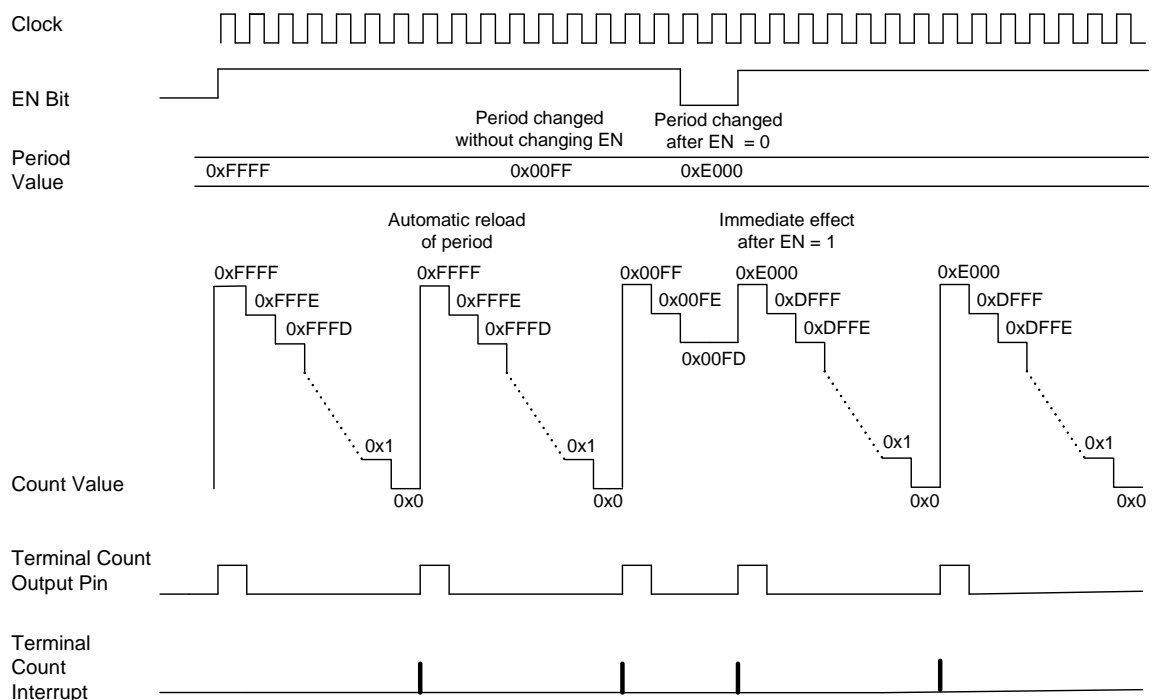 Clock
EN Bit
Period changed
without changing EN
Period changed
after EN = 0
Period
Value
0xFFFF
0x00FF
0xE000
Automatic reload
of period
Immediate effect
after EN = 1
0xFFFF
0xFFFE
0xFFFD
0x1
0x0
0xFFFF
0xFFFE
0xFFFD
0x1
0x0
0x00FF
0x00FE
0x00FD
0xE000
0xDFFF
0xDFFE
0x1
0x0
0xE000
0xDFFF
0xDFFE
0x1
0x0
Count Value
Terminal Count
Output Pin
Terminal
Count
Interrupt